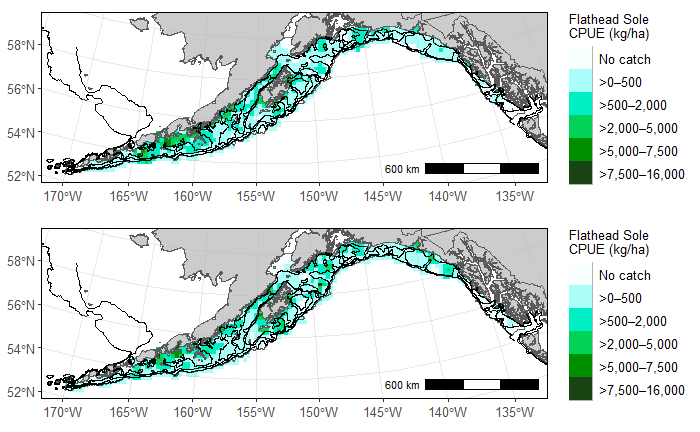 Flathead Sole
CPUE (kg/ha)
No catch
>0–500
>500–2,000
>2,000–5,000
>5,000–7,500
>7,500–16,000
58°N
56°N
54°N
52°N
600 km
170°W
165°W
160°W
155°W
150°W
145°W
140°W
135°W
Flathead Sole
CPUE (kg/ha)
No catch
>0–500
>500–2,000
>2,000–5,000
>5,000–7,500
>7,500–16,000
58°N
56°N
54°N
52°N
600 km
170°W
165°W
160°W
155°W
150°W
145°W
140°W
135°W